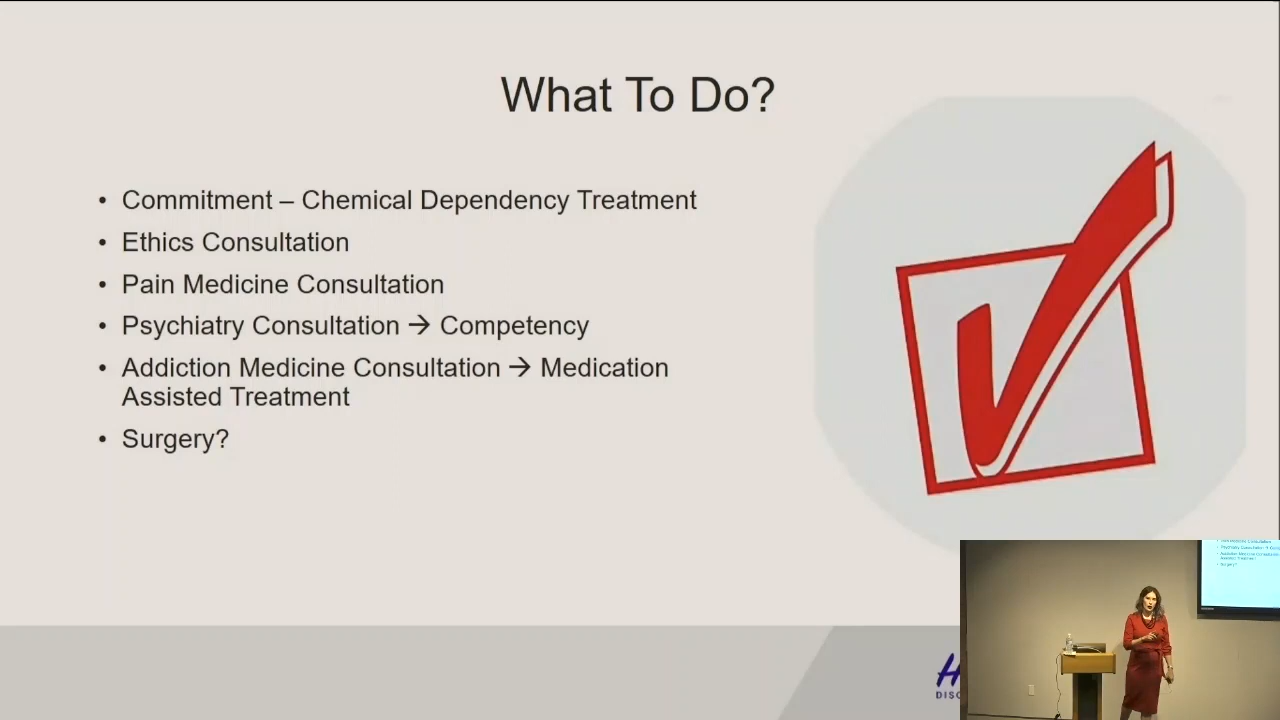 What To Do?
• Commitment – Chemical Dependency Treatment
• Ethics Consultation
• Pain Medicine Consultation
• Psychiatry Consultation → Competency
• Addiction Medicine Consultation → Medication
Assisted Treatment
• Surgery?